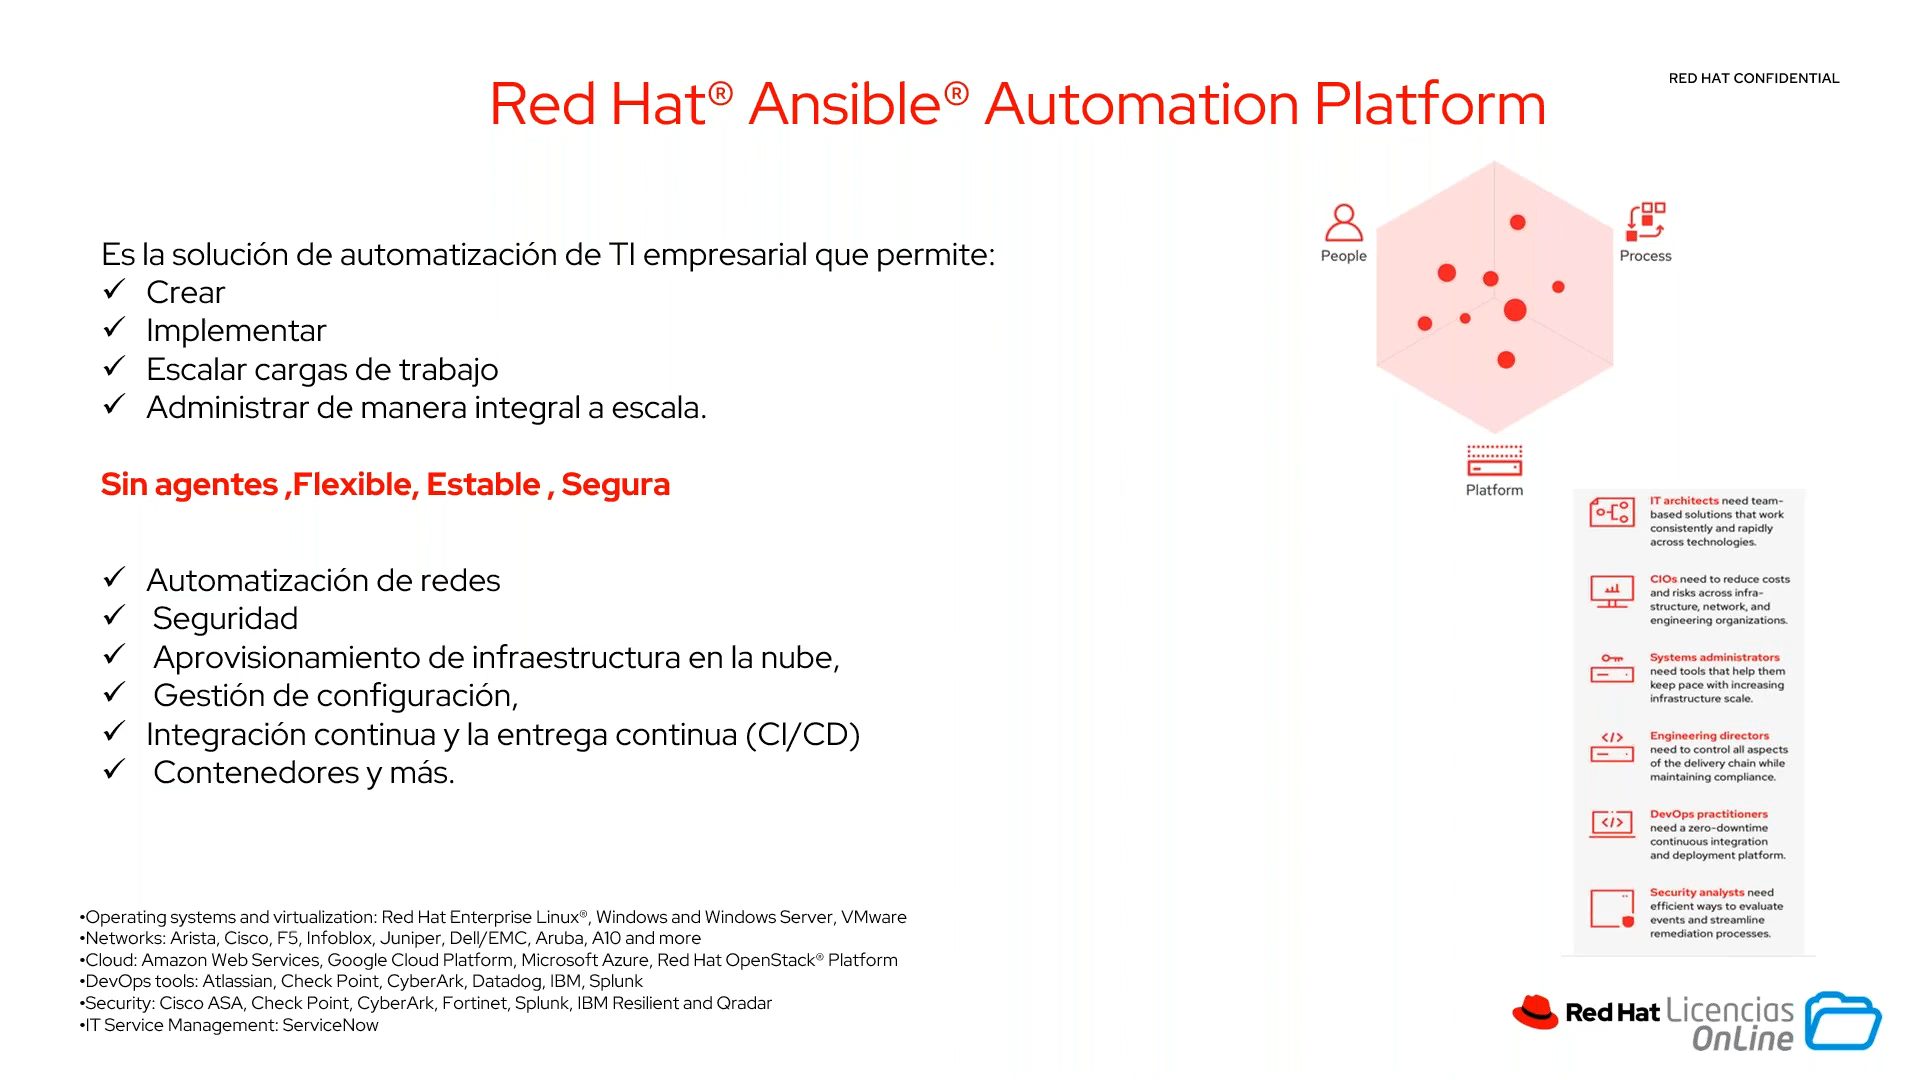 RED HAT CONFIDENTIAL
Red Hat® Ansible® Automation Platform
Es la solución de automatización de TI empresarial que permite:
✓ Crear
✓ Implementar
✓ Escalar cargas de trabajo
✓ Administrar de manera integral a escala.
Sin agentes ,Flexible, Estable , Segura
✓ Automatización de redes
✓ Seguridad
✓ Aprovisionamiento de infraestructura en la nube,
✓ Gestión de configuración,
✓ Integración continua y la entrega continua (CI/CD)
✓ Contenedores y más.
•Operating systems and virtualization: Red Hat Enterprise Linux®, Windows and Windows Server, VMware
•Networks: Arista, Cisco, F5, Infoblox, Juniper, Dell/EMC, Aruba, A10 and more
•Cloud: Amazon Web Services, Google Cloud Platform, Microsoft Azure, Red Hat OpenStack® Platform
•DevOps tools: Atlassian, Check Point, CyberArk, Datadog, IBM, Splunk
•Security: Cisco ASA, Check Point, CyberArk, Fortinet, Splunk, IBM Resilient and Qradar
•IT Service Management: ServiceNow
People
Process
Platform
IT architects need team-
based solutions that work
consistently and rapidly
across technologies.
CIOs need to reduce costs
and risks across infra-
structure, network, and
engineering organizations.
Systems administrators
need tools that help them
keep pace with increasing
infrastructure scale.
Engineering directors
need to control all aspects
of the delivery chain while
maintaining compliance.
DevOps practitioners
need a zero-downtime
continuous integration
and deployment platform.
Security analysts need
efficient ways to evaluate
events and streamline
remediation processes.
Red Hat
Licencias
OnLine